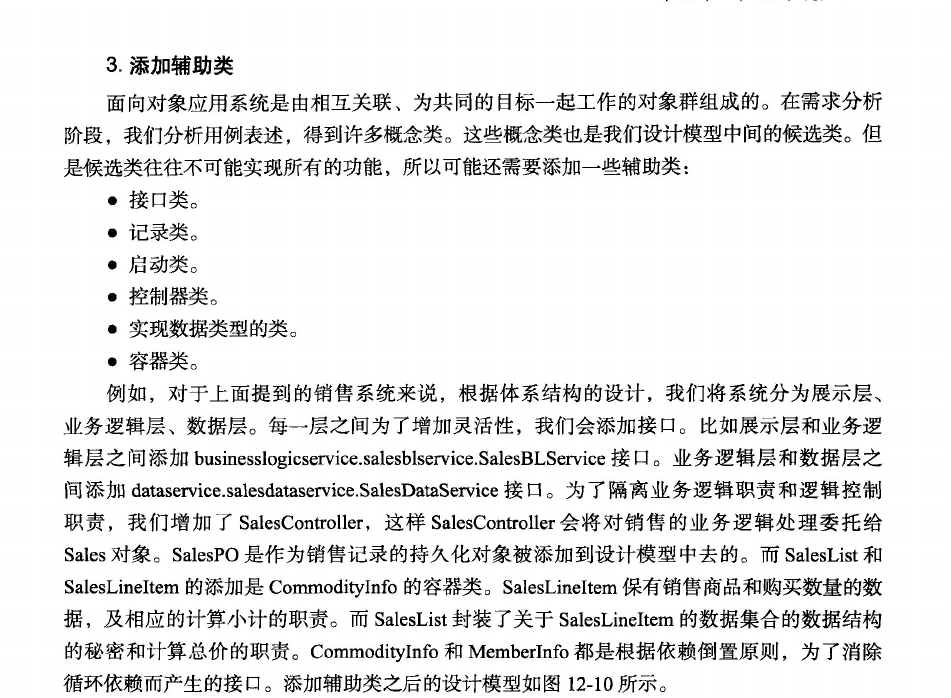 3. 添加辅助类
面向对象应用系统是由相互关联、为共同的目标一起工作的对象群组成的。在需求分析
阶段，我们分析用例表述，得到许多概念类。这些概念类也是我们设计模型中间的候选类。但
是候选类往往不可能实现所有的功能，所以可能还需要添加一些辅助类：
● 接口类。
● 记录类。
● 启动类。
● 控制器类。
● 实现数据类型的类。
● 容器类。
例如，对于上面提到的销售系统来说，根据体系结构的设计，我们将系统分为展示层、
业务逻辑层、数据层。每一层之间为了增加灵活性，我们会添加接口。比如展示层和业务逻
辑层之间添加 businesslogicservice.salesblservice.SalesBLService 接口。业务逻辑层和数据层之
间添加 dataservice.salesdataservice.SalesDataService 接口。为了隔离业务逻辑职责和逻辑控制
职责，我们增加了 SalesController，这样 SalesController 会将对销售的业务逻辑处理委托给
Sales 对象。SalesPO 是作为销售记录的持久化对象被添加到设计模型中去的。而 SalesList 和
SalesLineItem 的添加是 CommodityInfo 的容器类。SalesLineItem 保有销售商品和购买数量的数
据，及相应的计算小计的职责。而 SalesList 封装了关于 SalesLineItem 的数据集合的数据结构
的秘密和计算总价的职责。CommodityInfo 和 MemberInfo 都是根据依赖倒置原则，为了消除
循环依赖而产生的接口。添加辅助类之后的设计模型如图 12-10 所示。